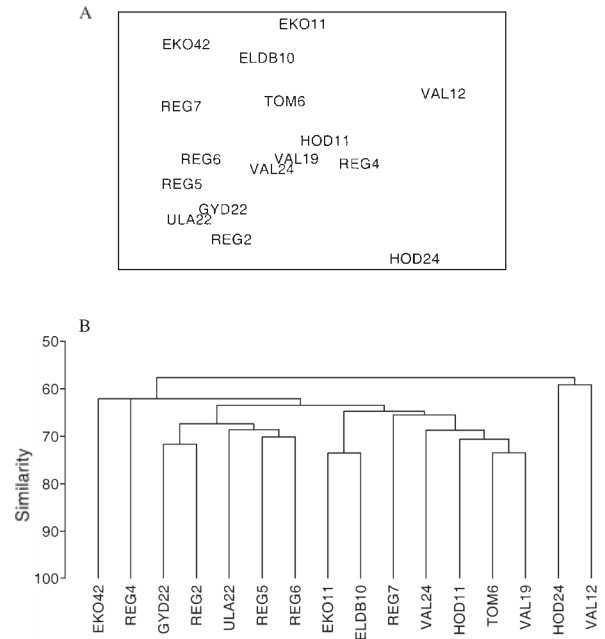 A
EKO11
EKO42
ELDB10
VAL12
TOM6
REG7
HOD11
REG6
VAL19
REG4
VAL24
REG5
GYD22
ULA22
REG2
HOD24
B
50
60
70
80
90
100
Similarity
EKO42
REG4
GYD22
REG2
ULA22
REG5
REG6
EKO11
ELDB10
REG7
VAL24
HOD11
TOM6
VAL19
HOD24
VAL12